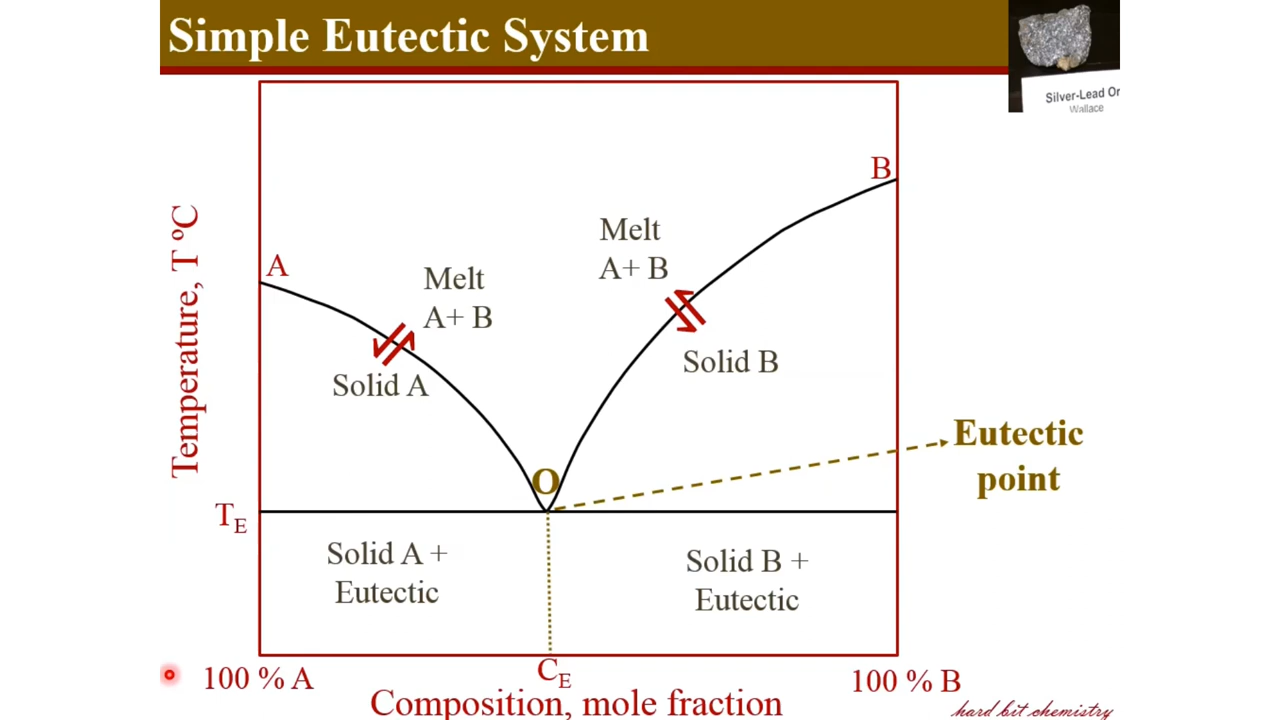 Simple Eutectic System
Silver-Lead Or
Wallace
B
Melt
A+ B
A
Melt
A+ B
Solid B
Solid A
Temperature, T ºC
Eutectic
point
O
TE
Solid A +
Eutectic
Solid B +
Eutectic
100 % A
CE
100 % B
Composition, mole fraction
hard bit chemistry